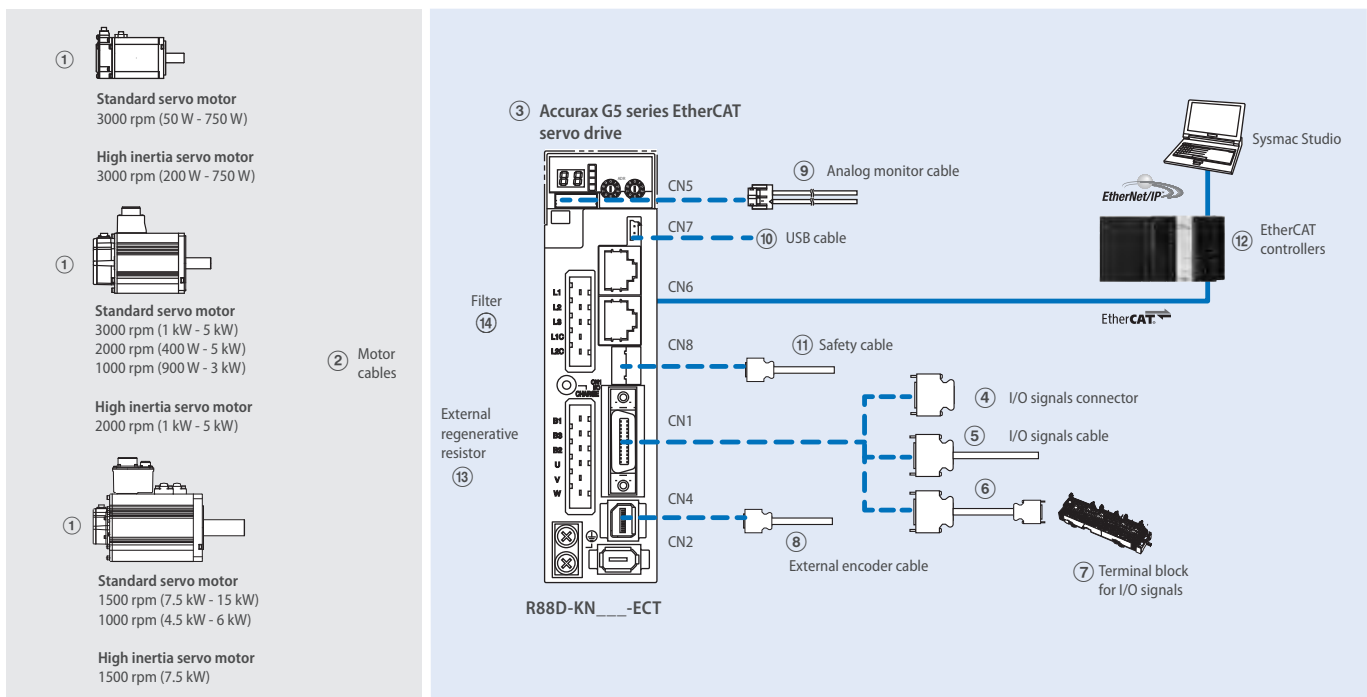 ①
Standard servo motor
3000 rpm (50 W - 750 W)
High inertia servo motor
3000 rpm (200 W - 750 W)
①
Standard servo motor
3000 rpm (1 kW - 5 kW)
2000 rpm (400 W - 5 kW)
1000 rpm (900 W - 3 kW)
High inertia servo motor
2000 rpm (1 kW - 5 kW)
①
Standard servo motor
1500 rpm (7.5 kW - 15 kW)
1000 rpm (4.5 kW - 6 kW)
High inertia servo motor
1500 rpm (7.5 kW)
② Motor
cables
③ Accurax G5 series EtherCAT
servo drive
88
CN5
⑨ Analog monitor cable
CN7
⑩ USB cable
CN6
Filter
⑭
L1
L2
L3
L1C
L2C
CN8
⑪ Safety cable
CN1
I/O
CHARGE
External
regenerative
resistor
⑬
B1
B3
B2
U
V
W
CN1
④ I/O signals connector
⑤ I/O signals cable
⑥
⑦ Terminal block
for I/O signals
CN4
CN2
⑧
External encoder cable
R88D-KN___-ECT
Sysmac Studio
EtherNet/IP
⑫ EtherCAT
controllers
EtherCAT